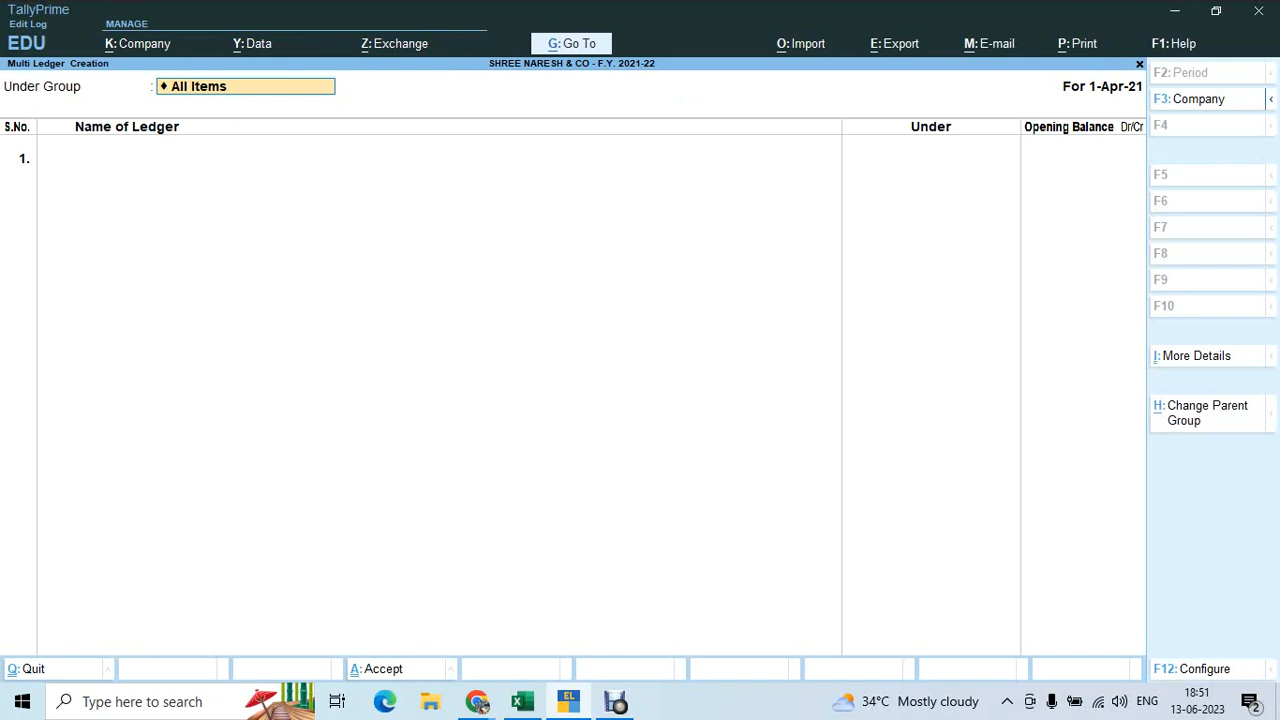 TallyPrime
Edit Log
EDU
MANAGE
K: Company
Y: Data
Z: Exchange
G: Go To
O: Import
E: Export
M: E-mail
P: Print
F1: Help
Multi Ledger Creation
SHREE NARESH & CO - F.Y. 2021-22
Under Group : ♦ All Items
For 1-Apr-21
S.No. Name of Ledger Under Opening Balance Dr/Cr
1.
F2: Period
F3: Company
F4
F5
F6
F7
F8
F9
F10
I: More Details
H: Change Parent
Group
Q: Quit
A: Accept
F12: Configure
Type here to search
EL
34°C Mostly cloudy
ENG
18:51
13-06-2023
2